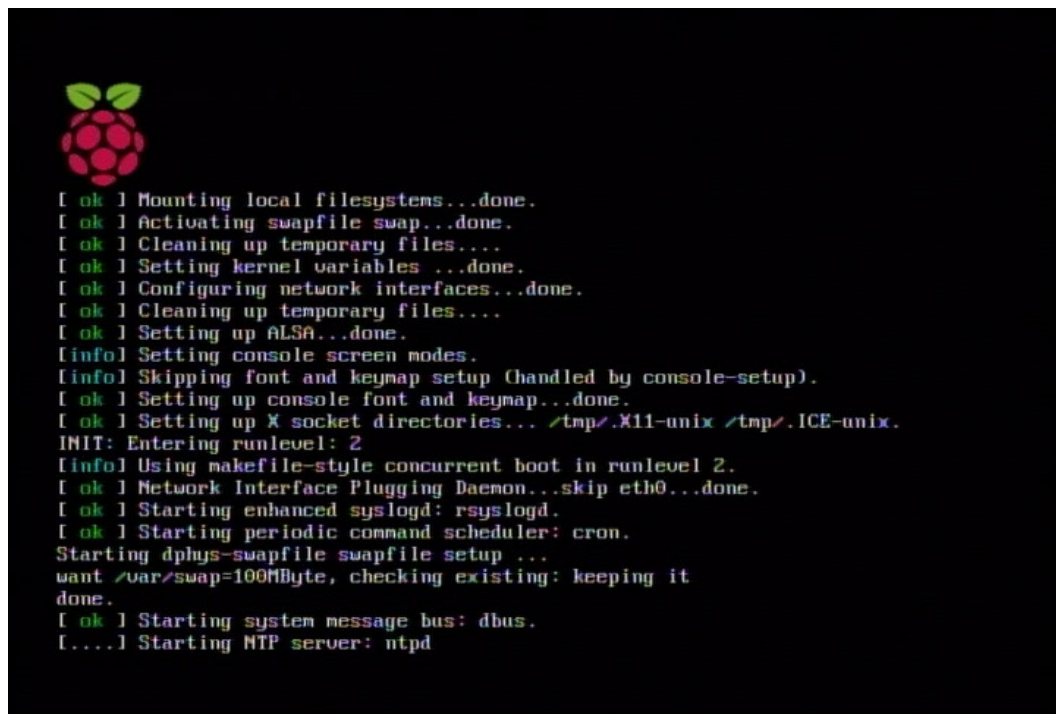 [ ok ] Mounting local filesystems...done.
[ ok ] Activating swapfile swap...done.
[ ok ] Cleaning up temporary files....
[ ok ] Setting kernel variables ...done.
[ ok ] Configuring network interfaces...done.
[ ok ] Cleaning up temporary files....
[ ok ] Setting up ALSA...done.
[info] Setting console screen modes.
[info] Skipping font and keymap setup (handled by console-setup).
[ ok ] Setting up console font and keymap...done.
[ ok ] Setting up X socket directories... /tmp/.X11-unix /tmp/.ICE-unix.
INIT: Entering runlevel: 2
[info] Using makefile-style concurrent boot in runlevel 2.
[ ok ] Network Interface Plugging Daemon...skip eth0...done.
[ ok ] Starting enhanced syslogd: rsyslogd.
[ ok ] Starting periodic command scheduler: cron.
Starting dphys-swapfile swapfile setup ...
want /var/swap=100MByte, checking existing: keeping it
done.
[ ok ] Starting system message bus: dbus.
[....] Starting NTP server: ntpd